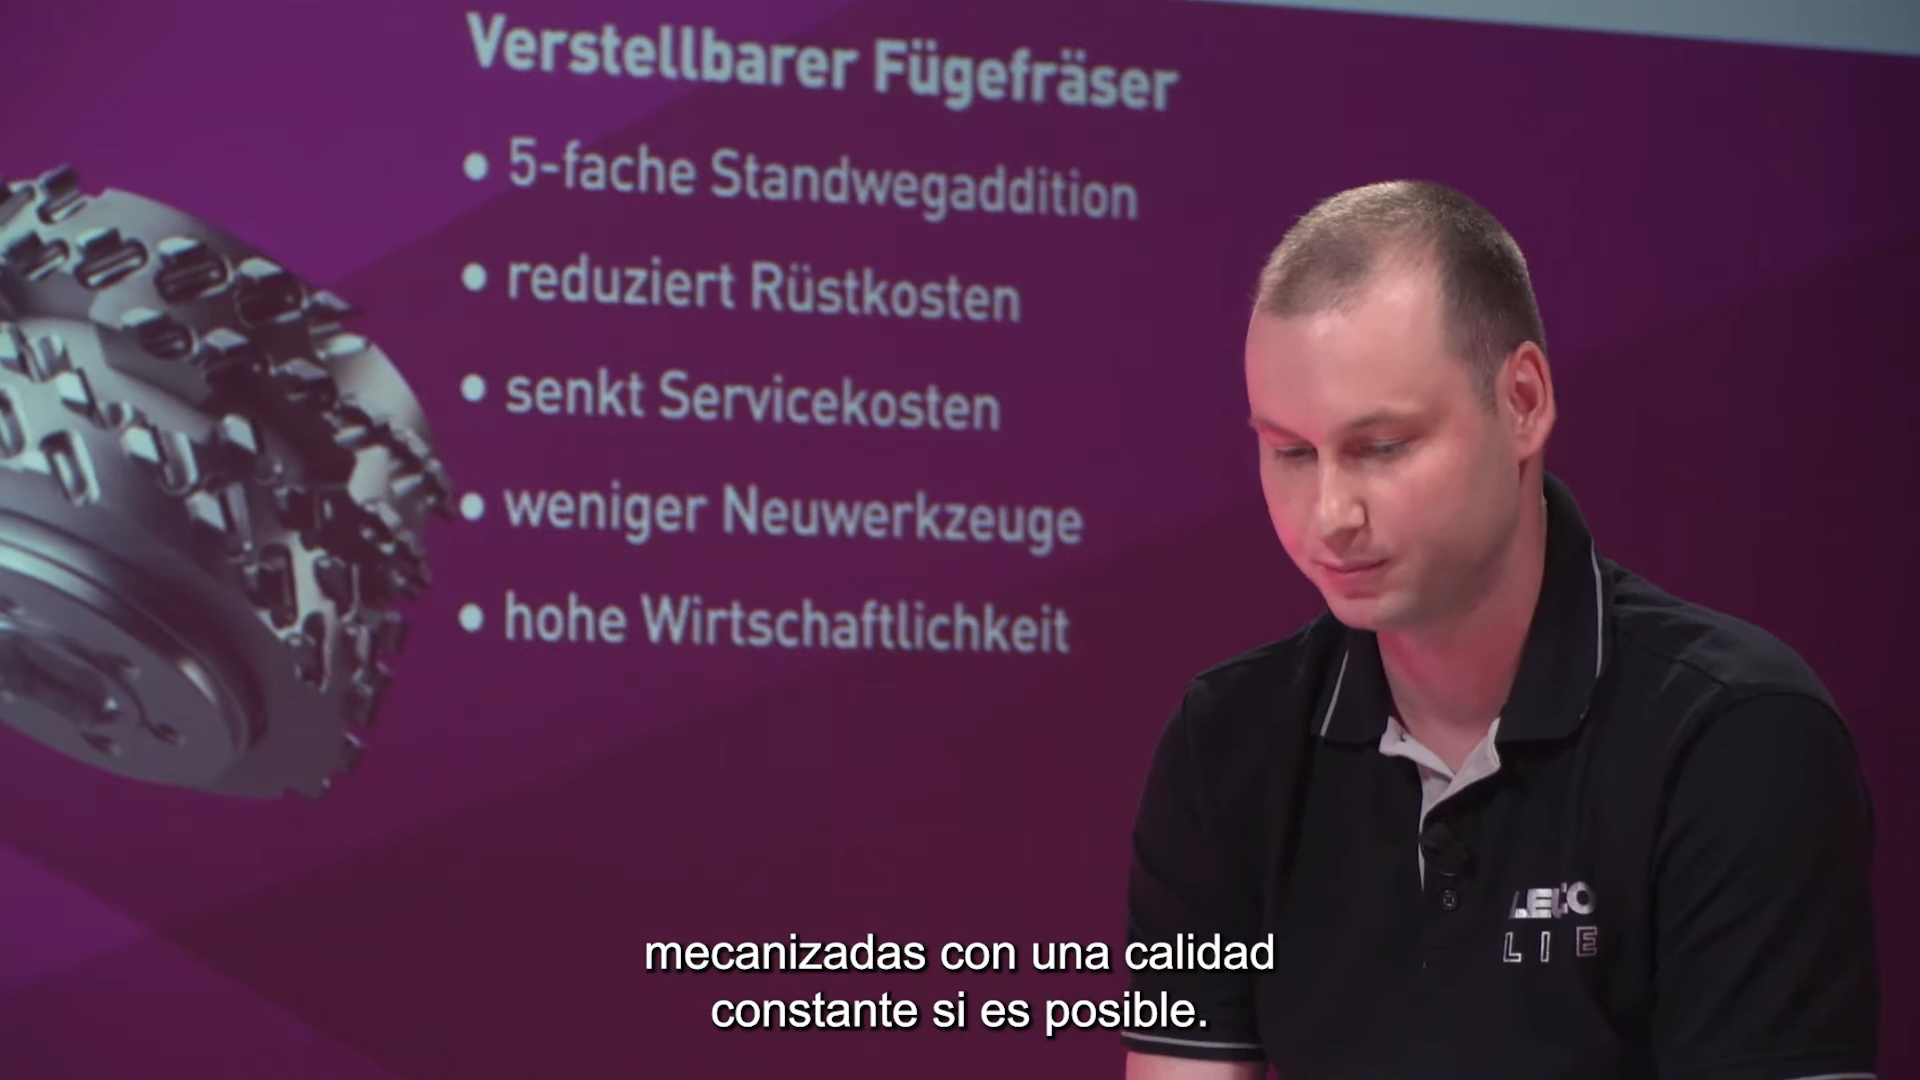 Verstellbarer Fügefräser
• 5-fache Standwegaddition
• reduziert Rüstkosten
• senkt Servicekosten
• weniger Neuwerkzeuge
• hohe Wirtschaftlichkeit
mecanizadas con una calidad
constante si es posible.